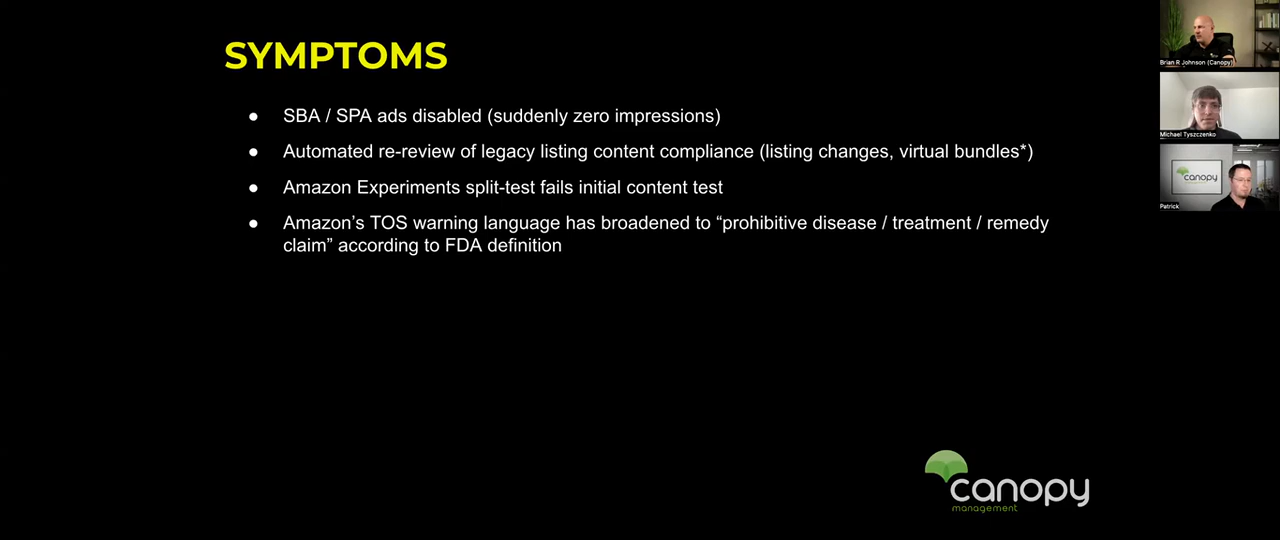 SYMPTOMS
● SBA / SPA ads disabled (suddenly zero impressions)
● Automated re-review of legacy listing content compliance (listing changes, virtual bundles*)
● Amazon Experiments split-test fails initial content test
● Amazon’s TOS warning language has broadened to “prohibitive disease / treatment / remedy
claim” according to FDA definition
Brian R Johnson (Canopy)
Michael Tyszczenko
canopy
Patrick
canopy
management